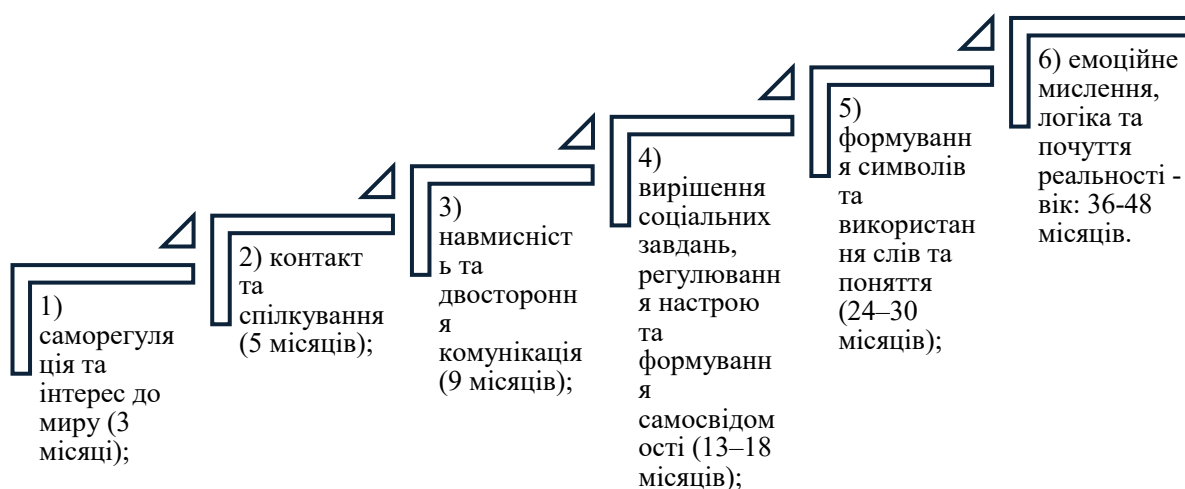 1)
саморегуля
ція та
інтерес до
миру (3
місяці);
2) контакт
та
спілкування
(5 місяців);
3)
навмисніст
ь та
двосторонн
я
комунікація
(9 місяців);
4)
вирішення
соціальних
завдань,
регулюванн
я настрою
та
формуванн
я
самосвідом
ості (13–18
місяців);
5)
формуванн
я символів
та
використан
ня слів та
поняття
(24–30
місяців);
6) емоційне
мислення,
логіка та
почуття
реальності -
вік: 36-48
місяців.